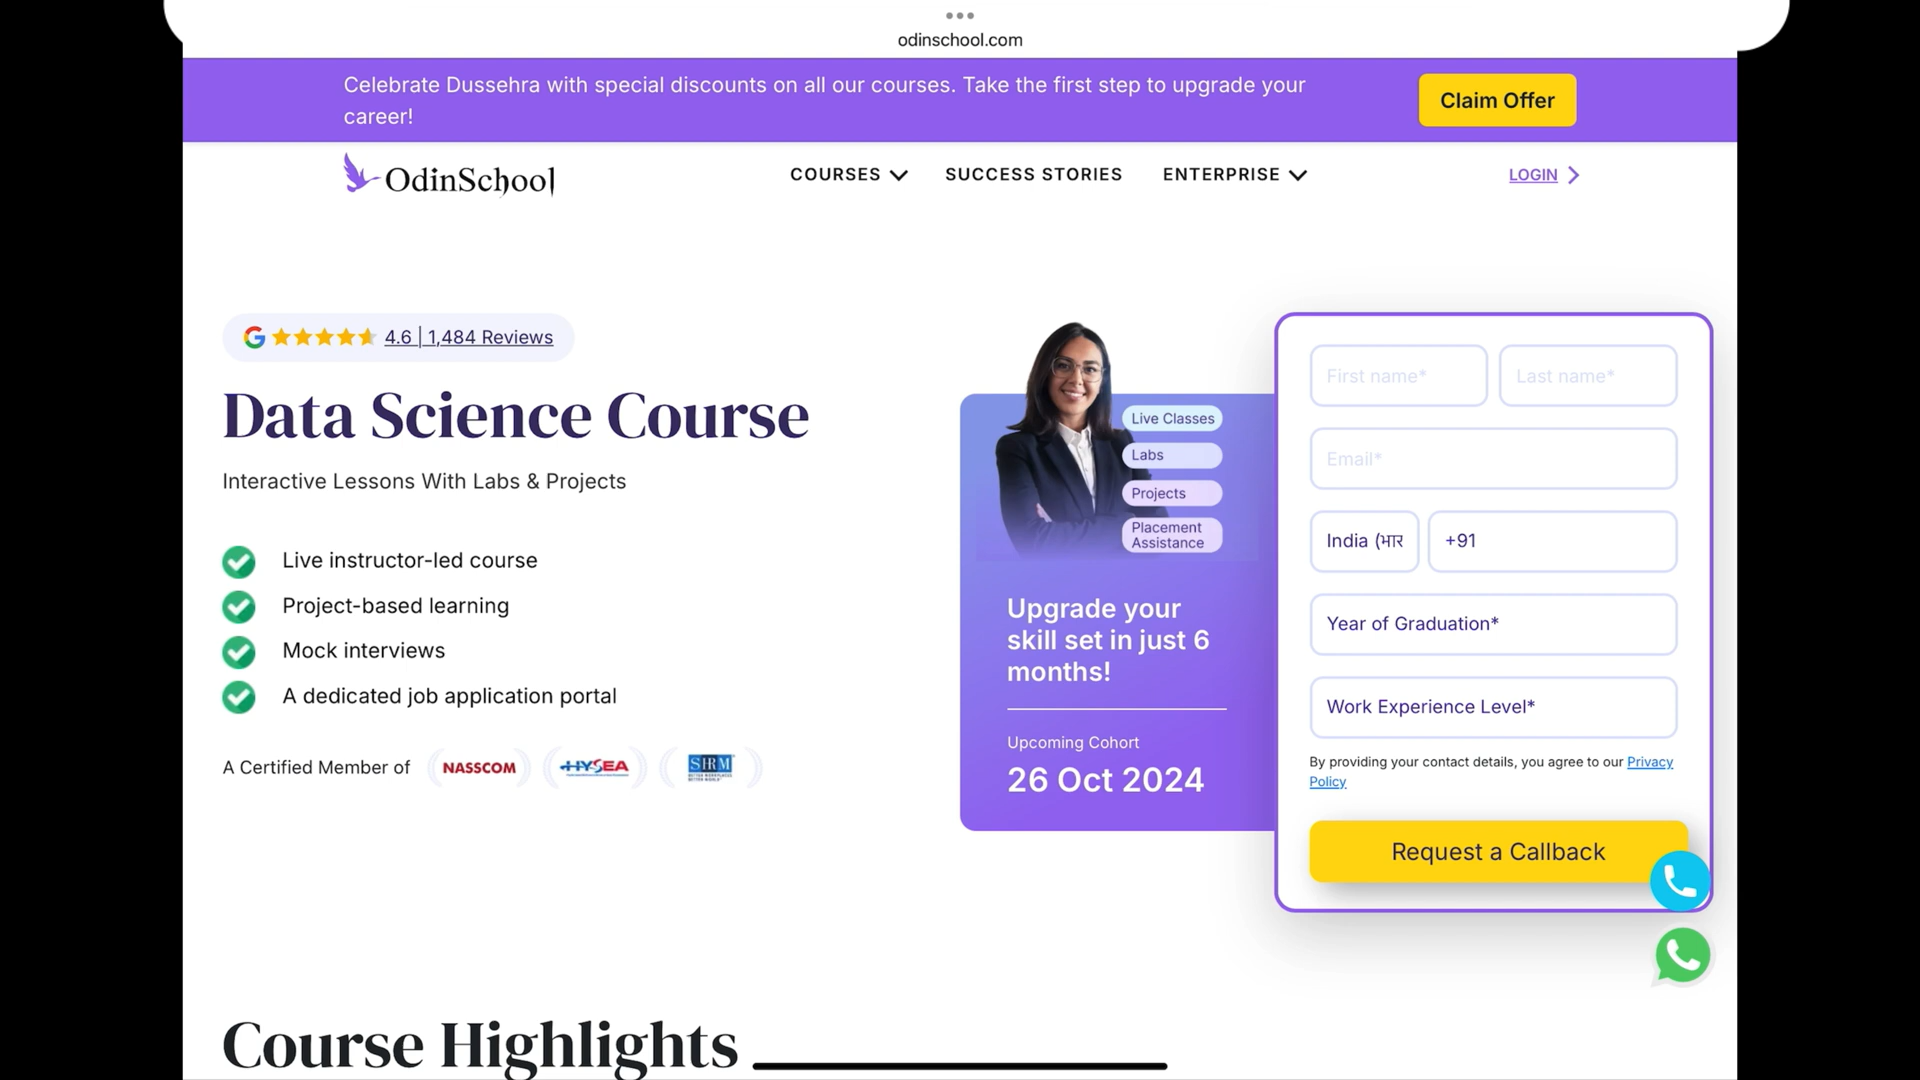 odinschool.com
Celebrate Dussehra with special discounts on all our courses. Take the first step to upgrade your
career!
Claim Offer
OdinSchool
COURSES
SUCCESS STORIES
ENTERPRISE
LOGIN
4.6 | 1,484 Reviews
Data Science Course
Interactive Lessons With Labs & Projects
Live instructor-led course
Project-based learning
Mock interviews
A dedicated job application portal
A Certified Member of
NASSCOM
HYSEA
SHRM
Live Classes
Labs
Projects
Placement
Assistance
Upgrade your
skill set in just 6
months!
Upcoming Cohort
26 Oct 2024
First name*
Last name*
Email*
India (भार
+91
Year of Graduation*
Work Experience Level*
By providing your contact details, you agree to our Privacy
Policy
Request a Callback
Course Highlights